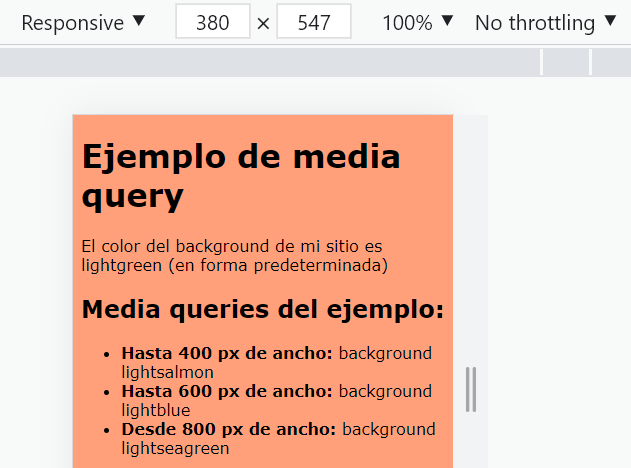 Responsive ▼ 380 × 547 100% ▼ No throttling ▼
Ejemplo de media
query
El color del background de mi sitio es
lightgreen (en forma predeterminada)
Media queries del ejemplo:
• Hasta 400 px de ancho: background
lightsalmon
• Hasta 600 px de ancho: background
lightblue
• Desde 800 px de ancho: background
lightseagreen